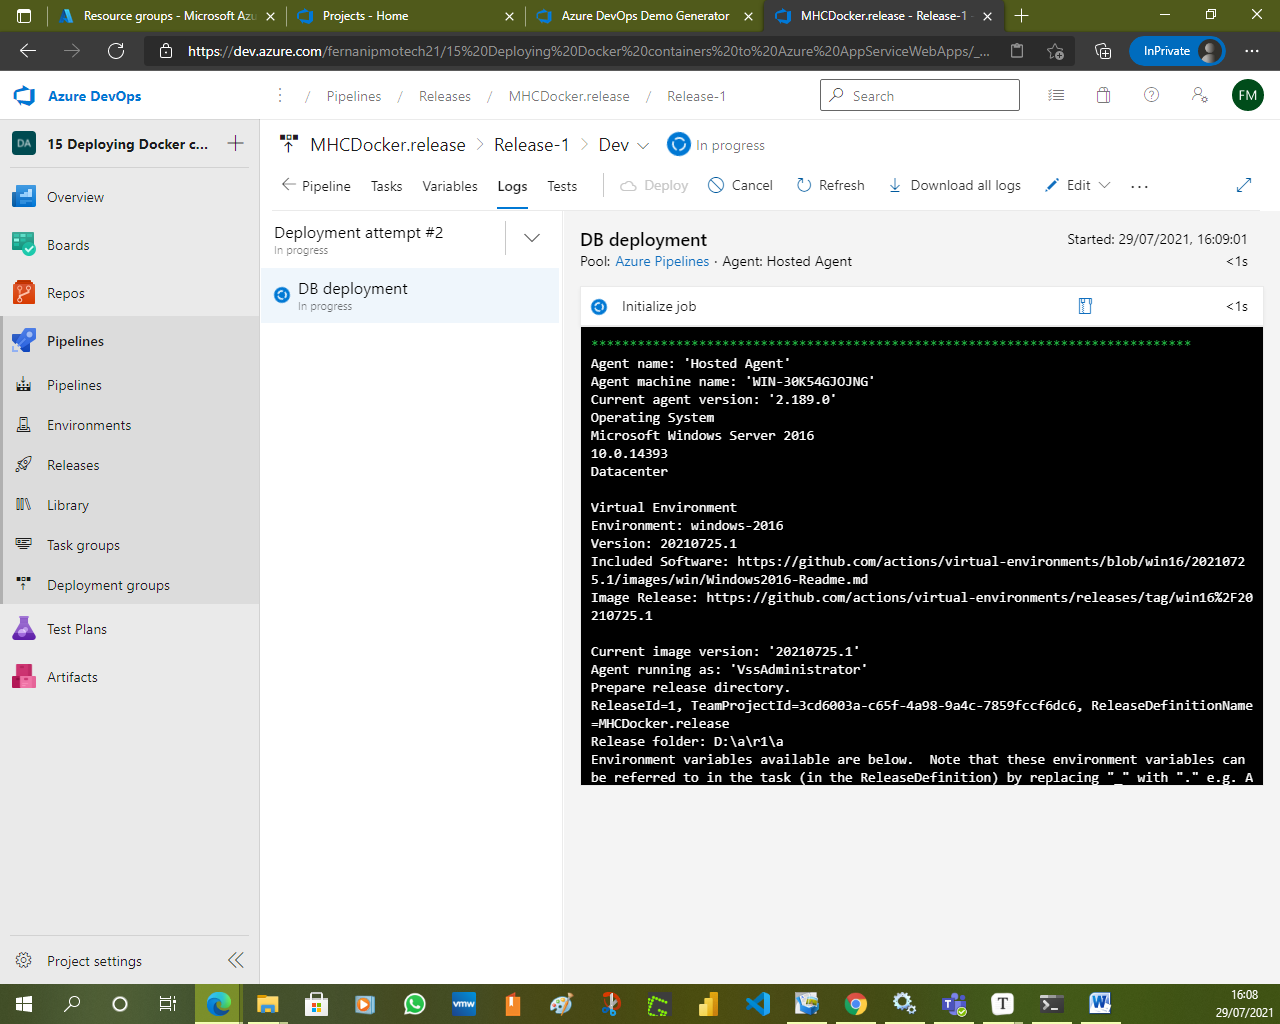 Resource groups - Microsoft Azu
Projects - Home
Azure DevOps Demo Generator
MHCDocker.release - Release-1 -
https://dev.azure.com/fernanipmotech21/15%20Deploying%20Docker%20containers%20to%20Azure%20AppServiceWebApps/_...
InPrivate
Azure DevOps
/ Pipelines / Releases / MHCDocker.release / Release-1
Search
FM
DA
15 Deploying Docker c...
Overview
Boards
Repos
Pipelines
Pipelines
Environments
Releases
Library
Task groups
Deployment groups
Test Plans
Artifacts
Project settings
MHCDocker.release > Release-1 > Dev
In progress
Pipeline
Tasks
Variables
Logs
Tests
Deploy
Cancel
Refresh
Download all logs
Edit
Deployment attempt #2
In progress
DB deployment
In progress
DB deployment
Started: 29/07/2021, 16:09:01
Pool: Azure Pipelines · Agent: Hosted Agent
<1s
Initialize job
<1s
******************************************************************************
Agent name: 'Hosted Agent'
Agent machine name: 'WIN-30K54GJOJNG'
Current agent version: '2.189.0'
Operating System
Microsoft Windows Server 2016
10.0.14393
Datacenter
Virtual Environment
Environment: windows-2016
Version: 20210725.1
Included Software: https://github.com/actions/virtual-environments/blob/win16/2021072
5.1/images/win/Windows2016-Readme.md
Image Release: https://github.com/actions/virtual-environments/releases/tag/win16%2F20
210725.1
Current image version: '20210725.1'
Agent running as: 'VssAdministrator'
Prepare release directory.
ReleaseId=1, TeamProjectId=3cd6003a-c65f-4a98-9a4c-7859fccf6dc6, ReleaseDefinitionName
=MHCDocker.release
Release folder: D:\a\r1\a
Environment variables available are below.  Note that these environment variables can
be referred to in the task (in the ReleaseDefinition) by replacing "_" with "." e.g. A
vmw
T
16:08
29/07/2021